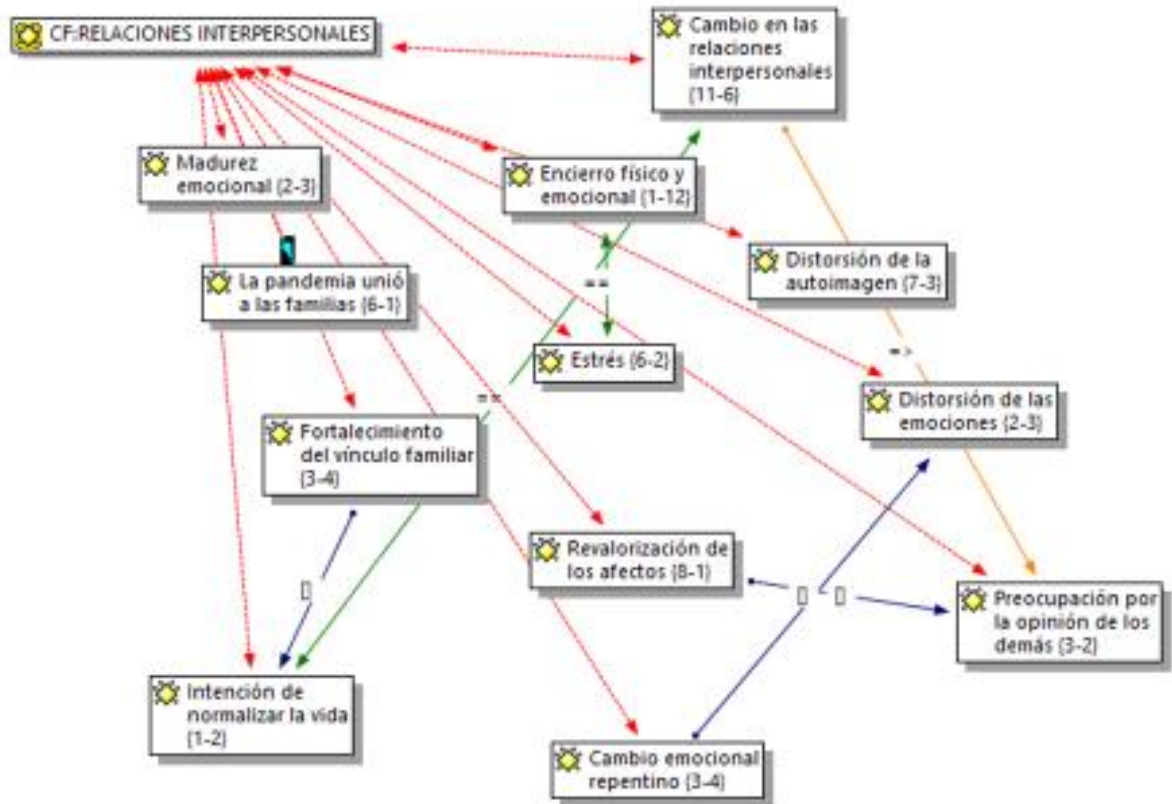 CF:RELACIONES INTERPERSONALES
Cambio en las
relaciones
interpersonales
{11-6}
Madurez
emocional {2-3}
Encierro físico y
emocional {1-12}
La pandemia unió
a las familias {6-1}
Distorsión de la
autoimagen {7-3}
==
Estrés {6-2}
=>
==
Distorsión de las
emociones {2-3}
Fortalecimiento
del vínculo familiar
{3-4}
Revalorización de
los afectos {8-1}
[]
[]
[]
Preocupación por
la opinión de los
demás {3-2}
Intención de
normalizar la vida
{1-2}
Cambio emocional
repentino {3-4}